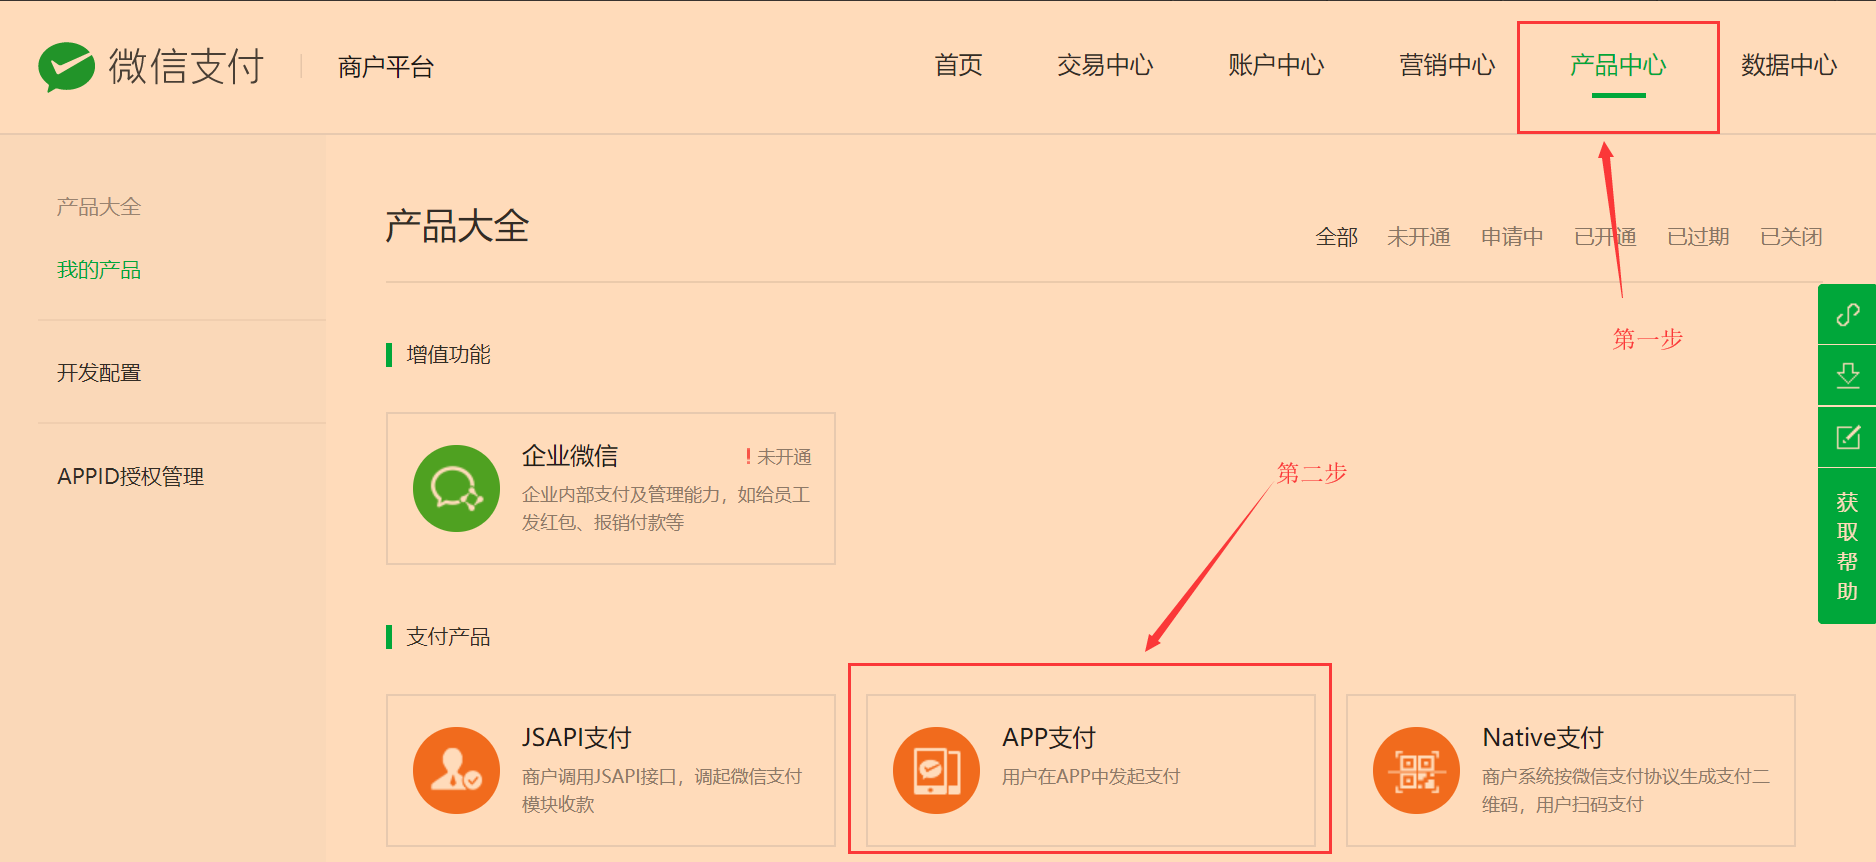 微信支付
商户平台
首页
交易中心
账户中心
营销中心
产品中心
数据中心
产品大全
我的产品
开发配置
APPID授权管理
产品大全
全部
未开通
申请中
已开通
已过期
已关闭
第一步
增值功能
企业微信
!未开通
企业内部支付及管理能力，如给员工
发红包、报销付款等
第二步
支付产品
JSAPI支付
商户调用JSAPI接口，调起微信支付
模块收款
APP支付
用户在APP中发起支付
Native支付
商户系统按微信支付协议生成支付二
维码，用户扫码支付
获
取
帮
助